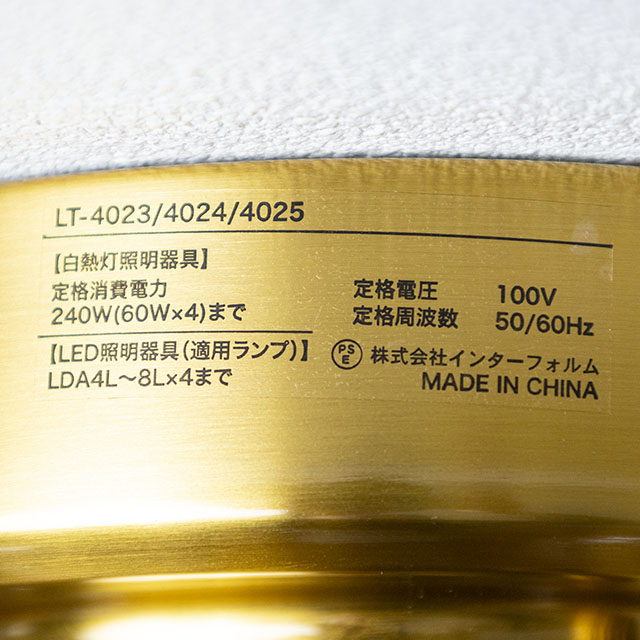 LT-4023/4024/4025
【白熱灯照明器具】
定格消費電力
240W(60W×4)まで
定格電圧 100V
定格周波数 50/60Hz
【LED照明器具(適用ランプ)】
LDA4L〜8L×4まで
PSE 株式会社インターフォルム
MADE IN CHINA